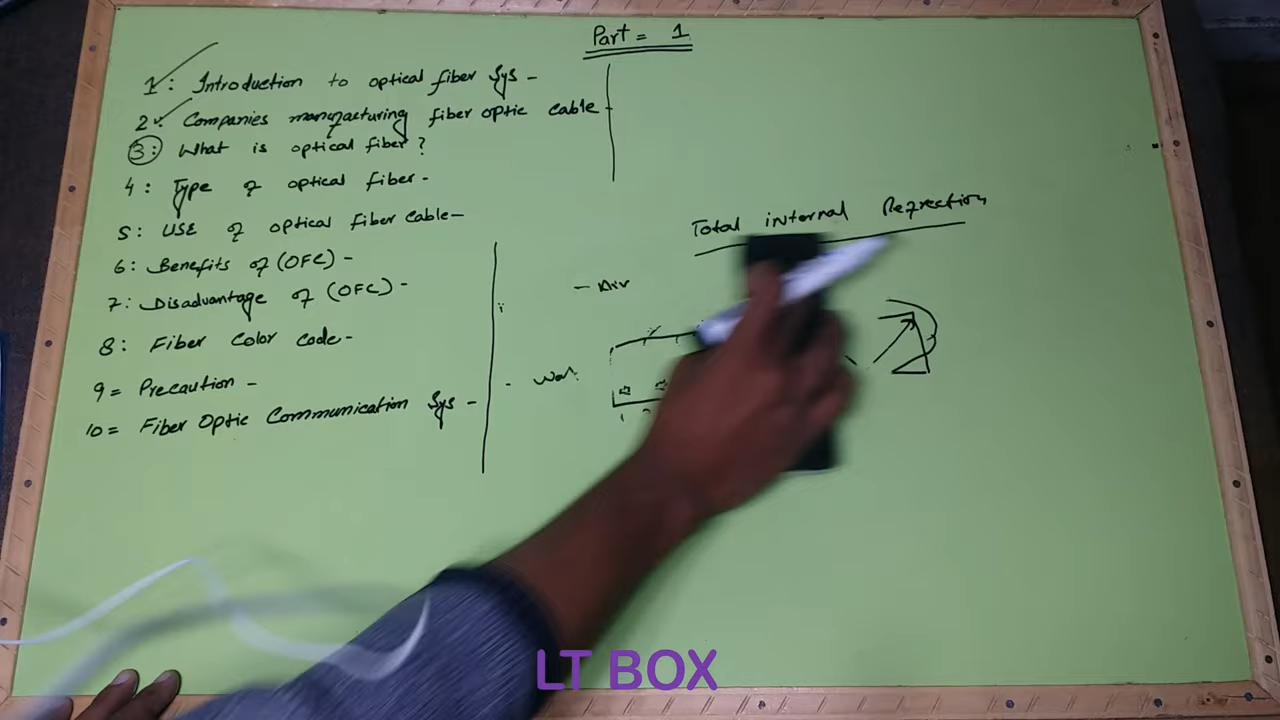 Part = 1
1: Introduction to optical fiber Sys -
2: Companies manufacturing fiber optic cable
3: What is optical fiber?
4: Type of optical fiber -
5: USE of optical fiber Cable -
6: Benefits of (OFC) -
7: Disadvantage of (OFC) -
8: Fiber Color Code -
9= Precaution -
10= Fiber Optic Communication Sys -
Total internal Refrection
LT BOX